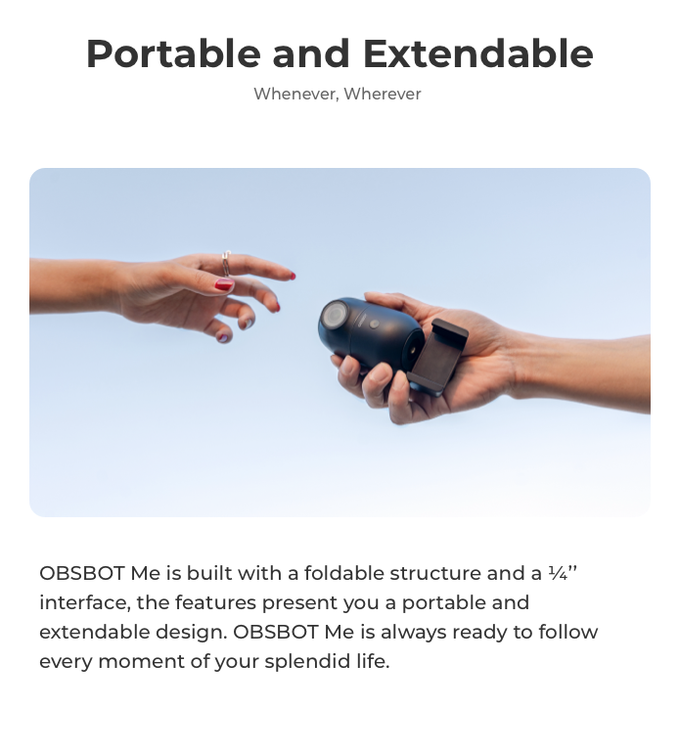 Portable and Extendable
Whenever, Wherever
OBSBOT Me is built with a foldable structure and a ¼’’
interface, the features present you a portable and
extendable design. OBSBOT Me is always ready to follow
every moment of your splendid life.